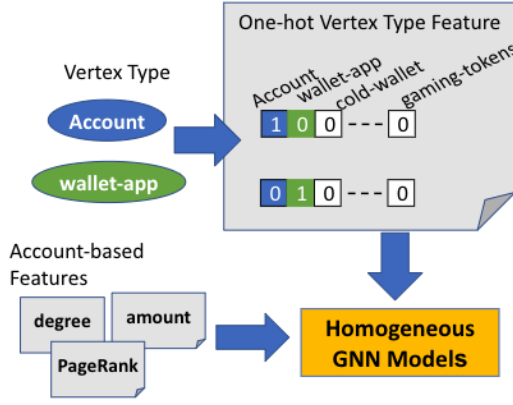 One-hot Vertex Type Feature
Vertex Type
Account
wallet-app
cold-wallet
gaming-tokens
Account
1 0 0 --- 0
wallet-app
0 1 0 --- 0
Account-based
Features
degree
amount
PageRank
Homogeneous
GNN Models